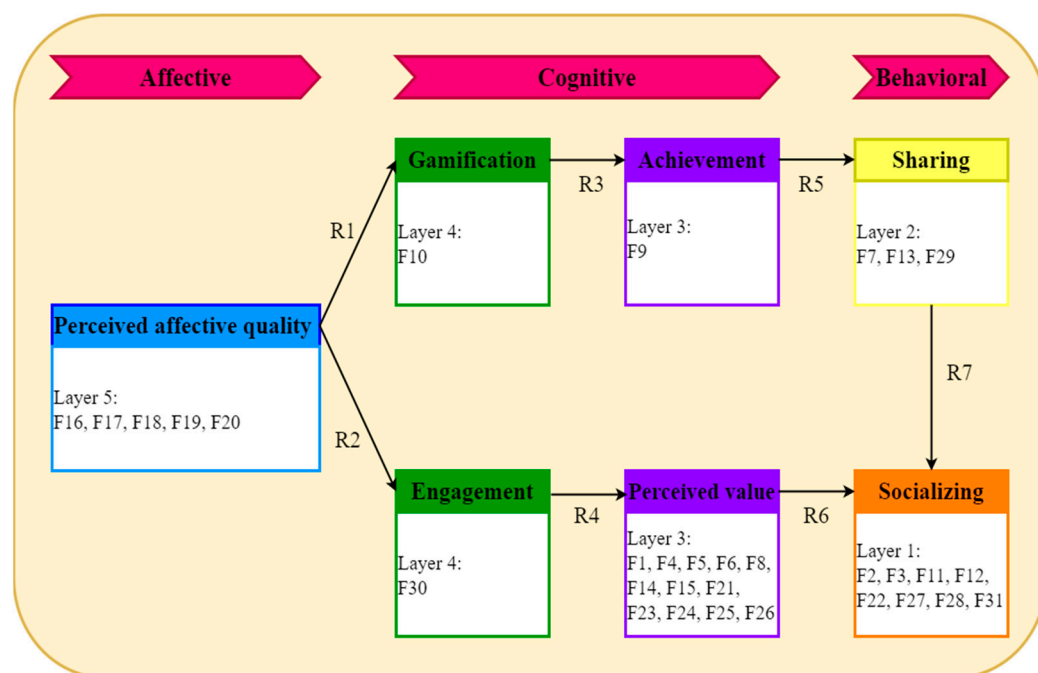 Affective
Cognitive
Behavioral
Gamification
Layer 4:
F10
R3
Achievement
Layer 3:
F9
R5
Sharing
Layer 2:
F7, F13, F29
R1
Perceived affective quality
Layer 5:
F16, F17, F18, F19, F20
R2
R7
Engagement
Layer 4:
F30
R4
Perceived value
Layer 3:
F1, F4, F5, F6, F8,
F14, F15, F21,
F23, F24, F25, F26
R6
Socializing
Layer 1:
F2, F3, F11, F12,
F22, F27, F28, F31